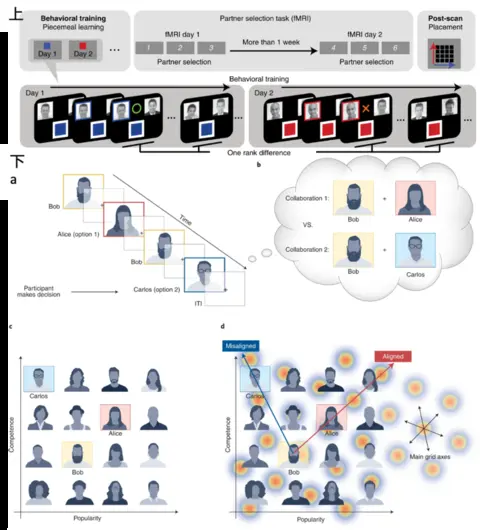 上
Behavioral training
Piecemeal learning
Day 1
Day 2
...
Partner selection task (fMRI)
fMRI day 1
1 2 3
Partner selection
More than 1 week
fMRI day 2
4 5 6
Partner selection
Post-scan
Placement
Behavioral training
Day 1
...
...
Day 2
...
...
One rank difference
下
a
Bob
Alice (option 1)
Bob
Carlos (option 2)
ITI
Time
Participant
makes decision
b
Collaboration 1:
+
Bob
Alice
VS.
Collaboration 2:
+
Bob
Carlos
c
Competence
Popularity
Carlos
Alice
Bob
d
Misaligned
Aligned
Competence
Popularity
Carlos
Alice
Bob
Main grid axes